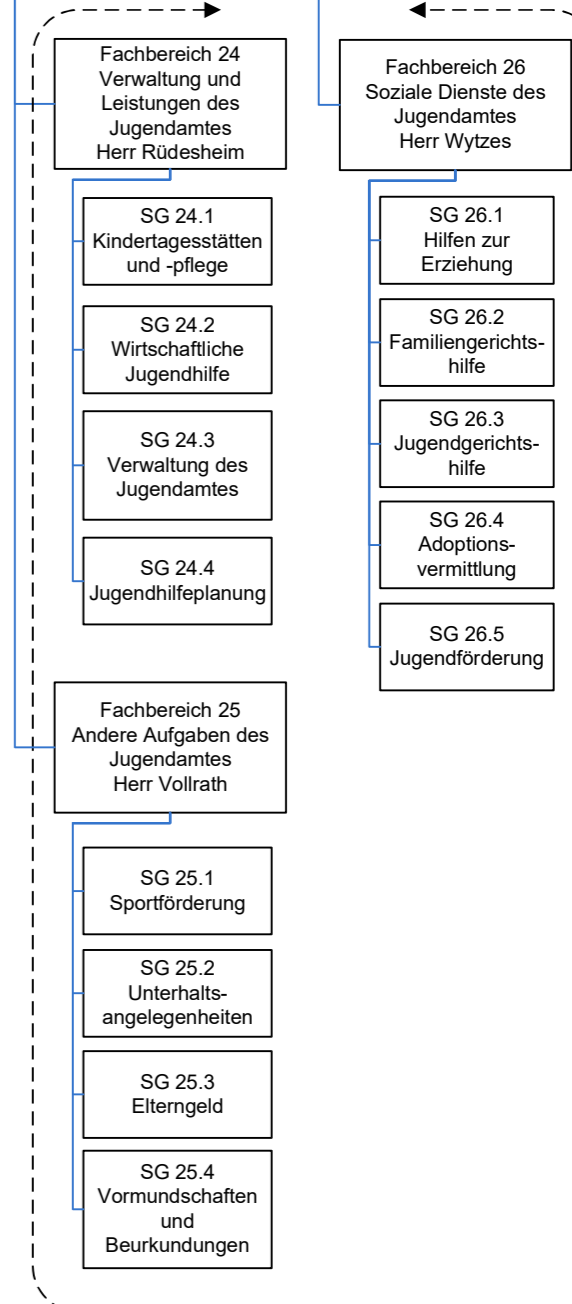 Fachbereich 24
Verwaltung und
Leistungen des
Jugendamtes
Herr Rüdesheim
SG 24.1
Kindertagesstätten
und -pflege
SG 24.2
Wirtschaftliche
Jugendhilfe
SG 24.3
Verwaltung des
Jugendamtes
SG 24.4
Jugendhilfeplanung
Fachbereich 25
Andere Aufgaben des
Jugendamtes
Herr Vollrath
SG 25.1
Sportförderung
SG 25.2
Unterhalts-
angelegenheiten
SG 25.3
Elterngeld
SG 25.4
Vormundschaften
und
Beurkundungen
Fachbereich 26
Soziale Dienste des
Jugendamtes
Herr Wytzes
SG 26.1
Hilfen zur
Erziehung
SG 26.2
Familiengerichts-
hilfe
SG 26.3
Jugendgerichts-
hilfe
SG 26.4
Adoptions-
vermittlung
SG 26.5
Jugendförderung